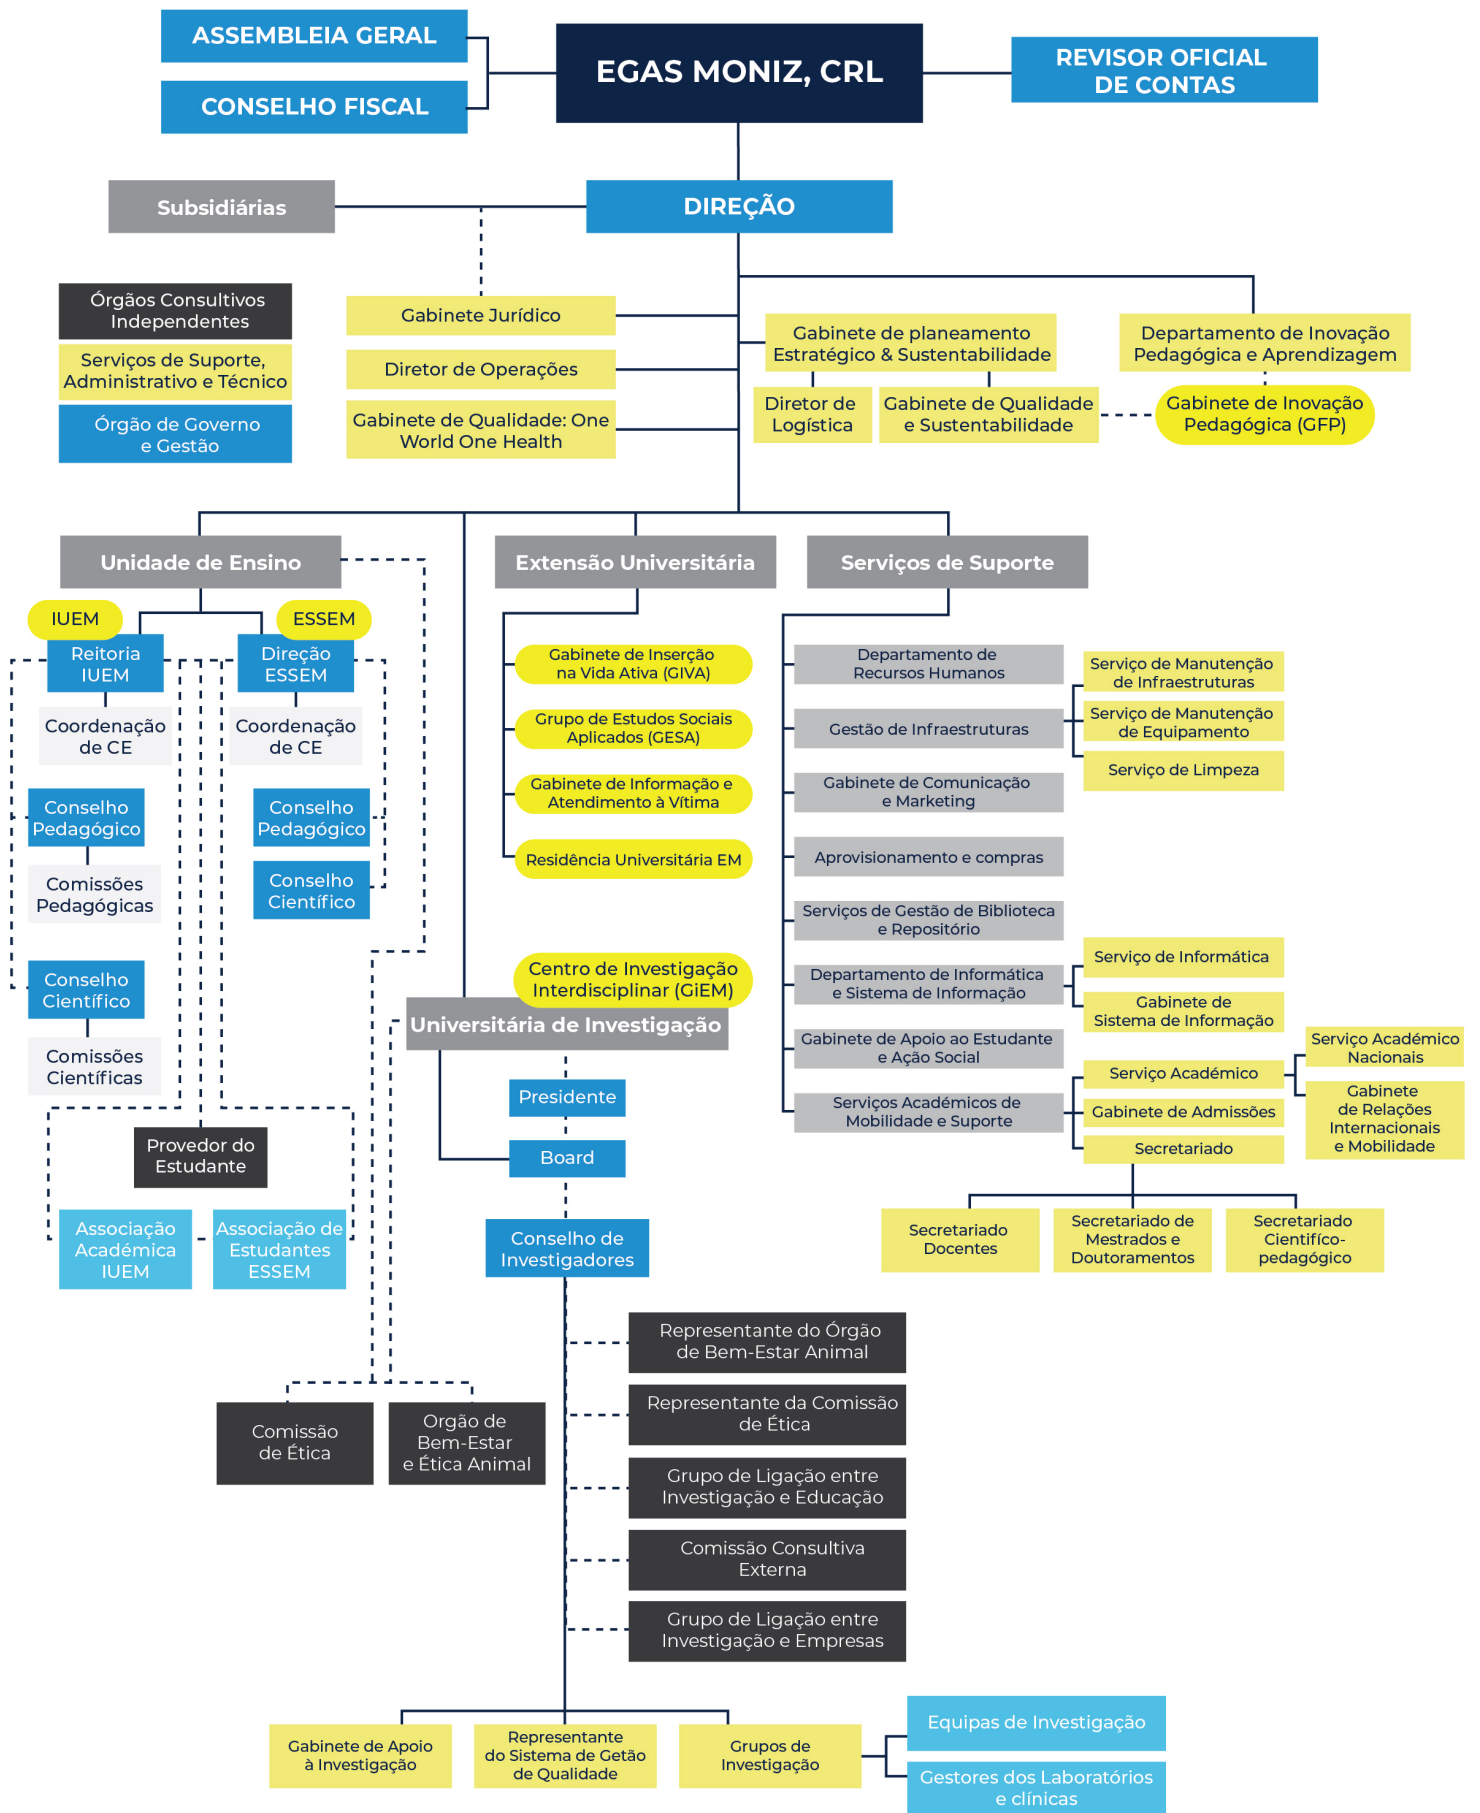 ASSEMBLEIA GERAL
CONSELHO FISCAL
EGAS MONIZ, CRL
REVISOR OFICIAL
DE CONTAS
Subsidiárias
DIREÇÃO
Órgãos Consultivos
Independentes
Serviços de Suporte,
Administrativo e Técnico
Órgão de Governo
e Gestão
Gabinete Jurídico
Diretor de Operações
Gabinete de Qualidade: One
World One Health
Gabinete de planeamento
Estratégico & Sustentabilidade
Diretor de
Logística
Gabinete de Qualidade
e Sustentabilidade
Departamento de Inovação
Pedagógica e Aprendizagem
Gabinete de Inovação
Pedagógica (GFP)
Unidade de Ensino
Extensão Universitária
Serviços de Suporte
IUEM
Reitoria
IUEM
Coordenação
de CE
Conselho
Pedagógico
Comissões
Pedagógicas
Conselho
Científico
Comissões
Científicas
ESSEM
Direção
ESSEM
Coordenação
de CE
Conselho
Pedagógico
Conselho
Científico
Provedor do
Estudante
Associação
Académica
IUEM
Associação de
Estudantes
ESSEM
Gabinete de Inserção
na Vida Ativa (GIVA)
Grupo de Estudos Sociais
Aplicados (GESA)
Gabinete de Informação e
Atendimento à Vítima
Residência Universitária EM
Departamento de
Recursos Humanos
Gestão de Infraestruturas
Gabinete de Comunicação
e Marketing
Aprovisionamento e compras
Serviços de Gestão de Biblioteca
e Repositório
Departamento de Informática
e Sistema de Informação
Gabinete de Apoio ao Estudante
e Ação Social
Serviços Académicos de
Mobilidade e Suporte
Serviço de Manutenção
de Infraestruturas
Serviço de Manutenção
de Equipamento
Serviço de Limpeza
Serviço de Informática
Gabinete de
Sistema de Informação
Serviço Académico
Gabinete de Admissões
Secretariado
Serviço Académico
Nacionais
Gabinete
de Relações
Internacionais
e Mobilidade
Secretariado
Docentes
Secretariado de
Mestrados e
Doutoramentos
Secretariado
Cientifíco-
pedagógico
Centro de Investigação
Interdisciplinar (GiEM)
Universitária de Investigação
Presidente
Board
Conselho de
Investigadores
Comissão
de Ética
Orgão de
Bem-Estar
e Ética Animal
Representante do Órgão
de Bem-Estar Animal
Representante da Comissão
de Ética
Grupo de Ligação entre
Investigação e Educação
Comissão Consultiva
Externa
Grupo de Ligação entre
Investigação e Empresas
Gabinete de Apoio
à Investigação
Representante
do Sistema de Getão
de Qualidade
Grupos de
Investigação
Equipas de Investigação
Gestores dos Laboratórios
e clínicas